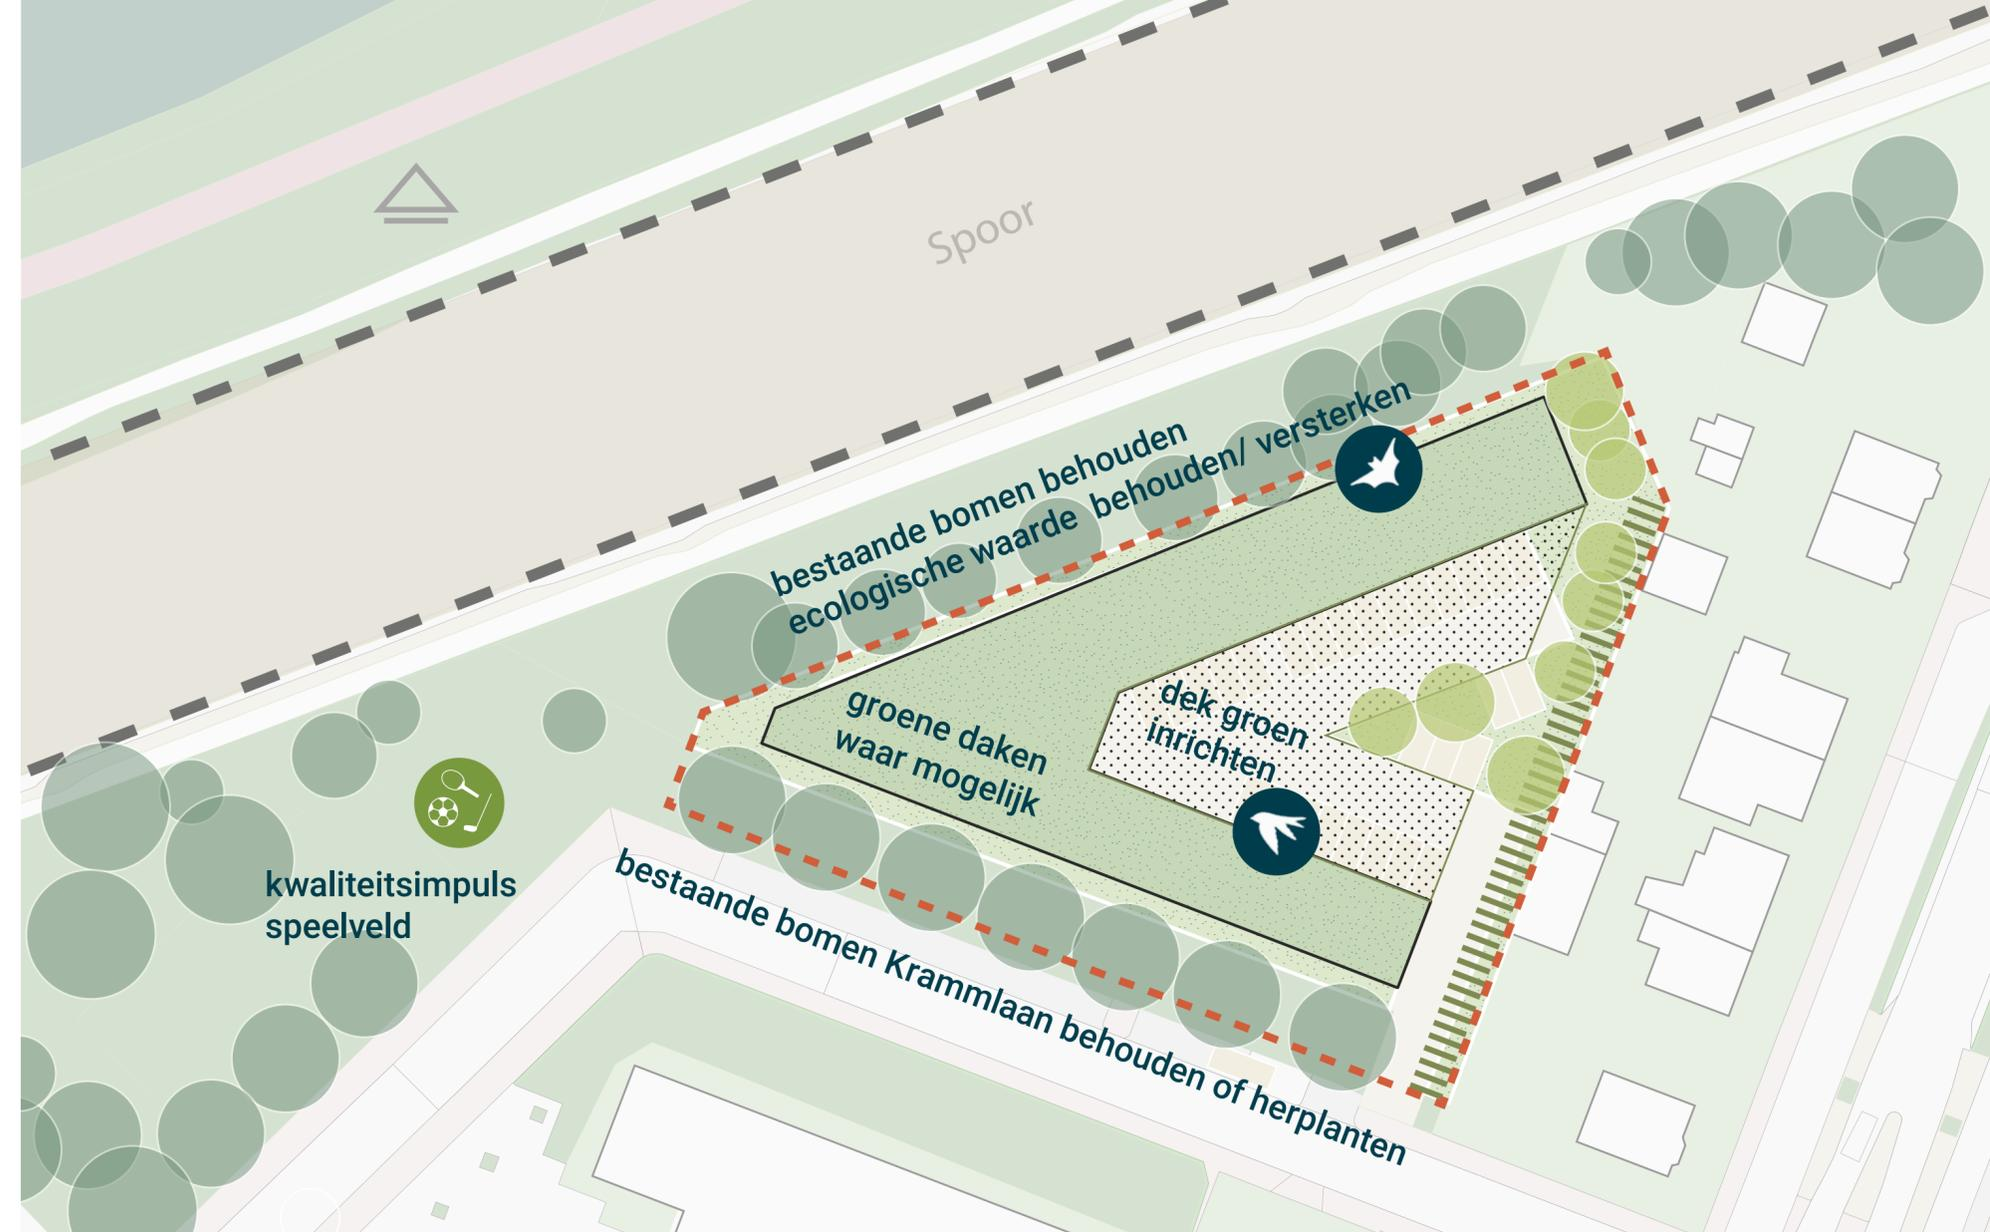 Spoor
bestaande bomen behouden
ecologische waarde behouden/ versterken
groene daken
waar mogelijk
dek groen
inrichten
kwaliteitsimpuls
speelveld
bestaande bomen Krammlaan behouden of herplanten